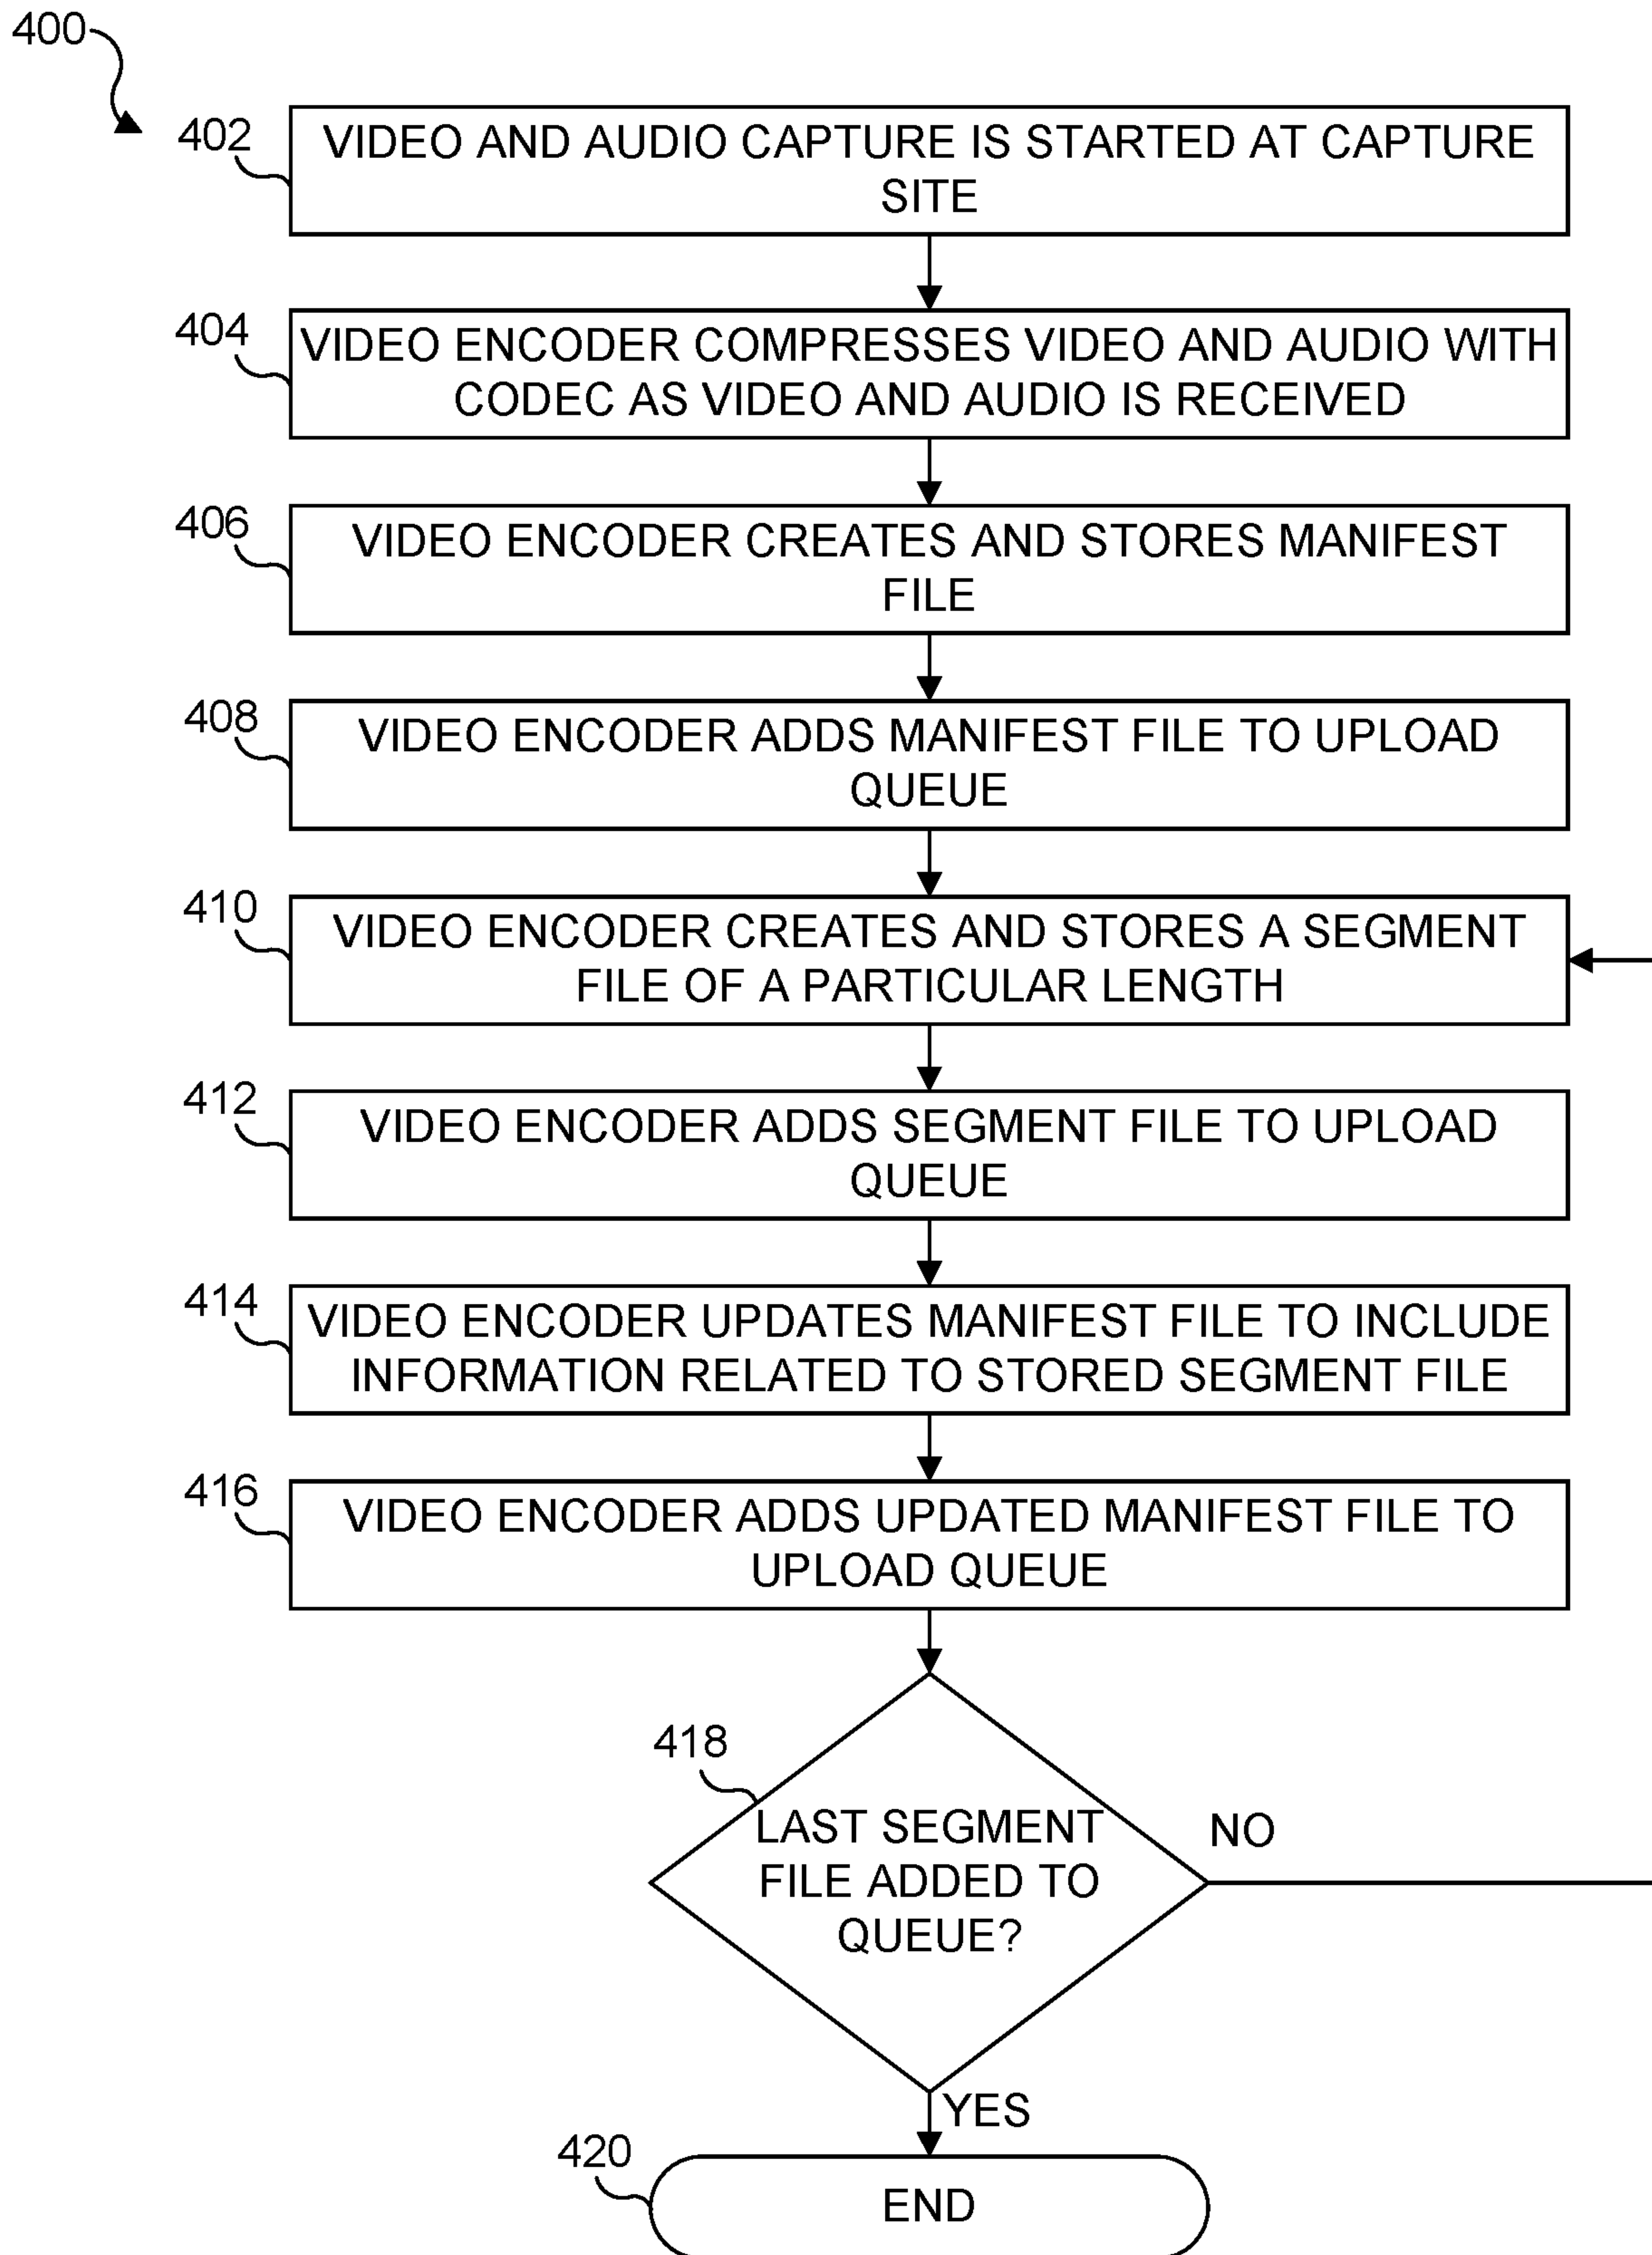 400
402
VIDEO AND AUDIO CAPTURE IS STARTED AT CAPTURE
SITE
404
VIDEO ENCODER COMPRESSES VIDEO AND AUDIO WITH
CODEC AS VIDEO AND AUDIO IS RECEIVED
406
VIDEO ENCODER CREATES AND STORES MANIFEST
FILE
408
VIDEO ENCODER ADDS MANIFEST FILE TO UPLOAD
QUEUE
410
VIDEO ENCODER CREATES AND STORES A SEGMENT
FILE OF A PARTICULAR LENGTH
412
VIDEO ENCODER ADDS SEGMENT FILE TO UPLOAD
QUEUE
414
VIDEO ENCODER UPDATES MANIFEST FILE TO INCLUDE
INFORMATION RELATED TO STORED SEGMENT FILE
416
VIDEO ENCODER ADDS UPDATED MANIFEST FILE TO
UPLOAD QUEUE
418
LAST SEGMENT
FILE ADDED TO
QUEUE?
NO
YES
420
END